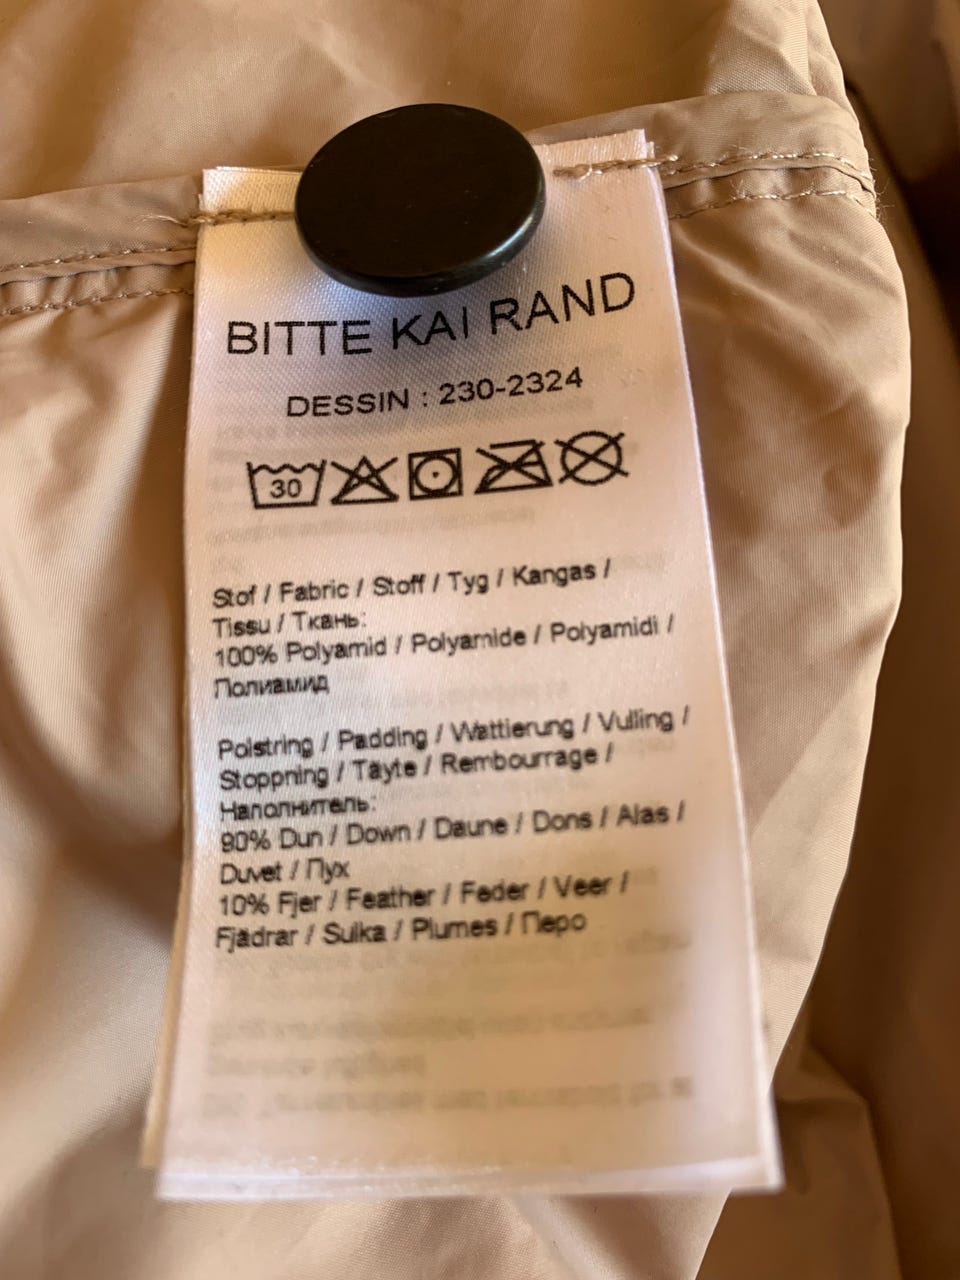 BITTE KAI RAND
DESSIN : 230-2324
30
Stof / Fabric / Stoff / Tyg / Kangas /
Tissu / Ткань:
100% Polyamid / Polyamide / Polyamidi /
Полиамид
Polstring / Padding / Wattierung / Vulling /
Stoppning / Täyte / Rembourrage /
Наполнитель:
90% Dun / Down / Daune / Dons / Alas /
Duvet / Пух
10% Fjer / Feather / Feder / Veer /
Fjädrar / Sulka / Plumes / Перо